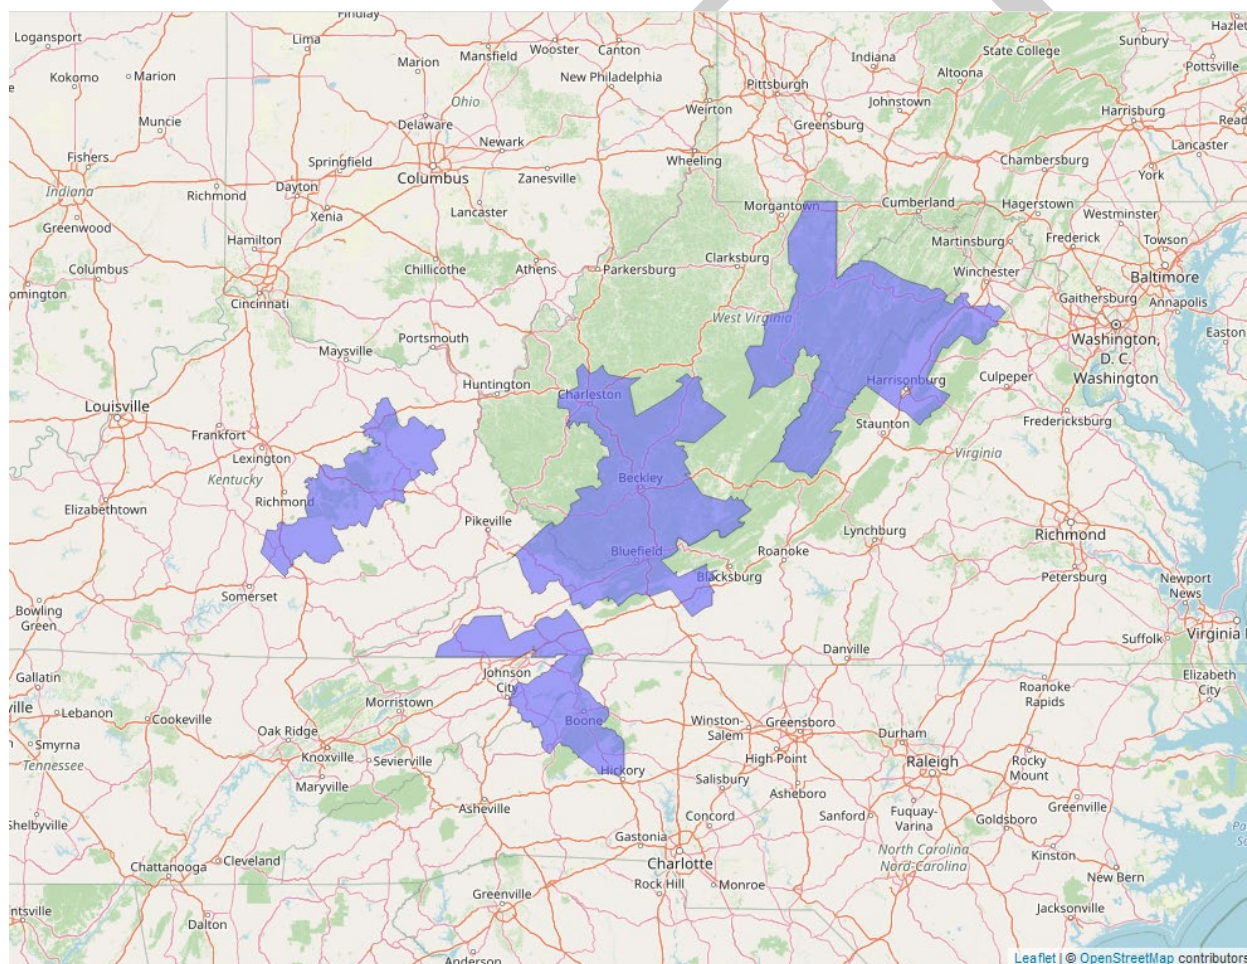 Findlay
Hazlet
Logansport
Lima
Mansfield
Wooster
Canton
Sunbury
State College
Indiana
Marion
Pottsville
Kokomo
Marion
New Philadelphia
Altoona
Pittsburgh
Ohio
Weirton
Johnstown
Harrisburg
Muncie
Delaware
Greensburg
Read
Newark
Fishers
Springfield
Wheeling
Chambersburg
Lancaster
Columbus
Zanesville
York
Indiana
Richmond
Dayton
Morgantown
Cumberland
Hagerstown
Xenia
Lancaster
Westminster
Greenwood
Hamilton
Martinsburg
Frederick
Towson
Columbus
Chillicothe
Athens
Parkersburg
Clarksburg
Winchester
Baltimore
omington
Cincinnati
Gaithersburg
Annapolis
West Virginia
Easton
Portsmouth
Washington,
D. C.
Washington
Maysville
Huntington
Charleston
Harrisonburg
Culpeper
Louisville
Fredericksburg
Frankfort
Staunton
Lexington
Virginia
Kentucky
Beckley
Richmond
Elizabethtown
Pikeville
Lynchburg
Richmond
Bluefield
Roanoke
Blacksburg
Petersburg
Newport
News
Somerset
Bowling
Green
Suffolk
Virginia
Danville
Johnson
City
Gallatin
Elizabeth
City
Roanoke
Rapids
ville
Lebanon
Cookeville
Morristown
Boone
Winston-
Salem
Greensboro
Oak Ridge
Durham
Smyrna
Knoxville
Sevierville
High Point
Raleigh
Rocky
Mount
Tennessee
Hickory
Salisbury
Maryville
Asheboro
Shelbyville
Asheville
Concord
Sanford
Fuquay-
Varina
Greenville
Goldsboro
Gastonia
Chattanooga
Cleveland
Charlotte
North Carolina
Nord-Carolina
Kinston
New Bern
Rock Hill
Monroe
Greenville
Jacksonville
ntsville
Dalton
Anderson
Leaflet | © OpenStreetMap contributors